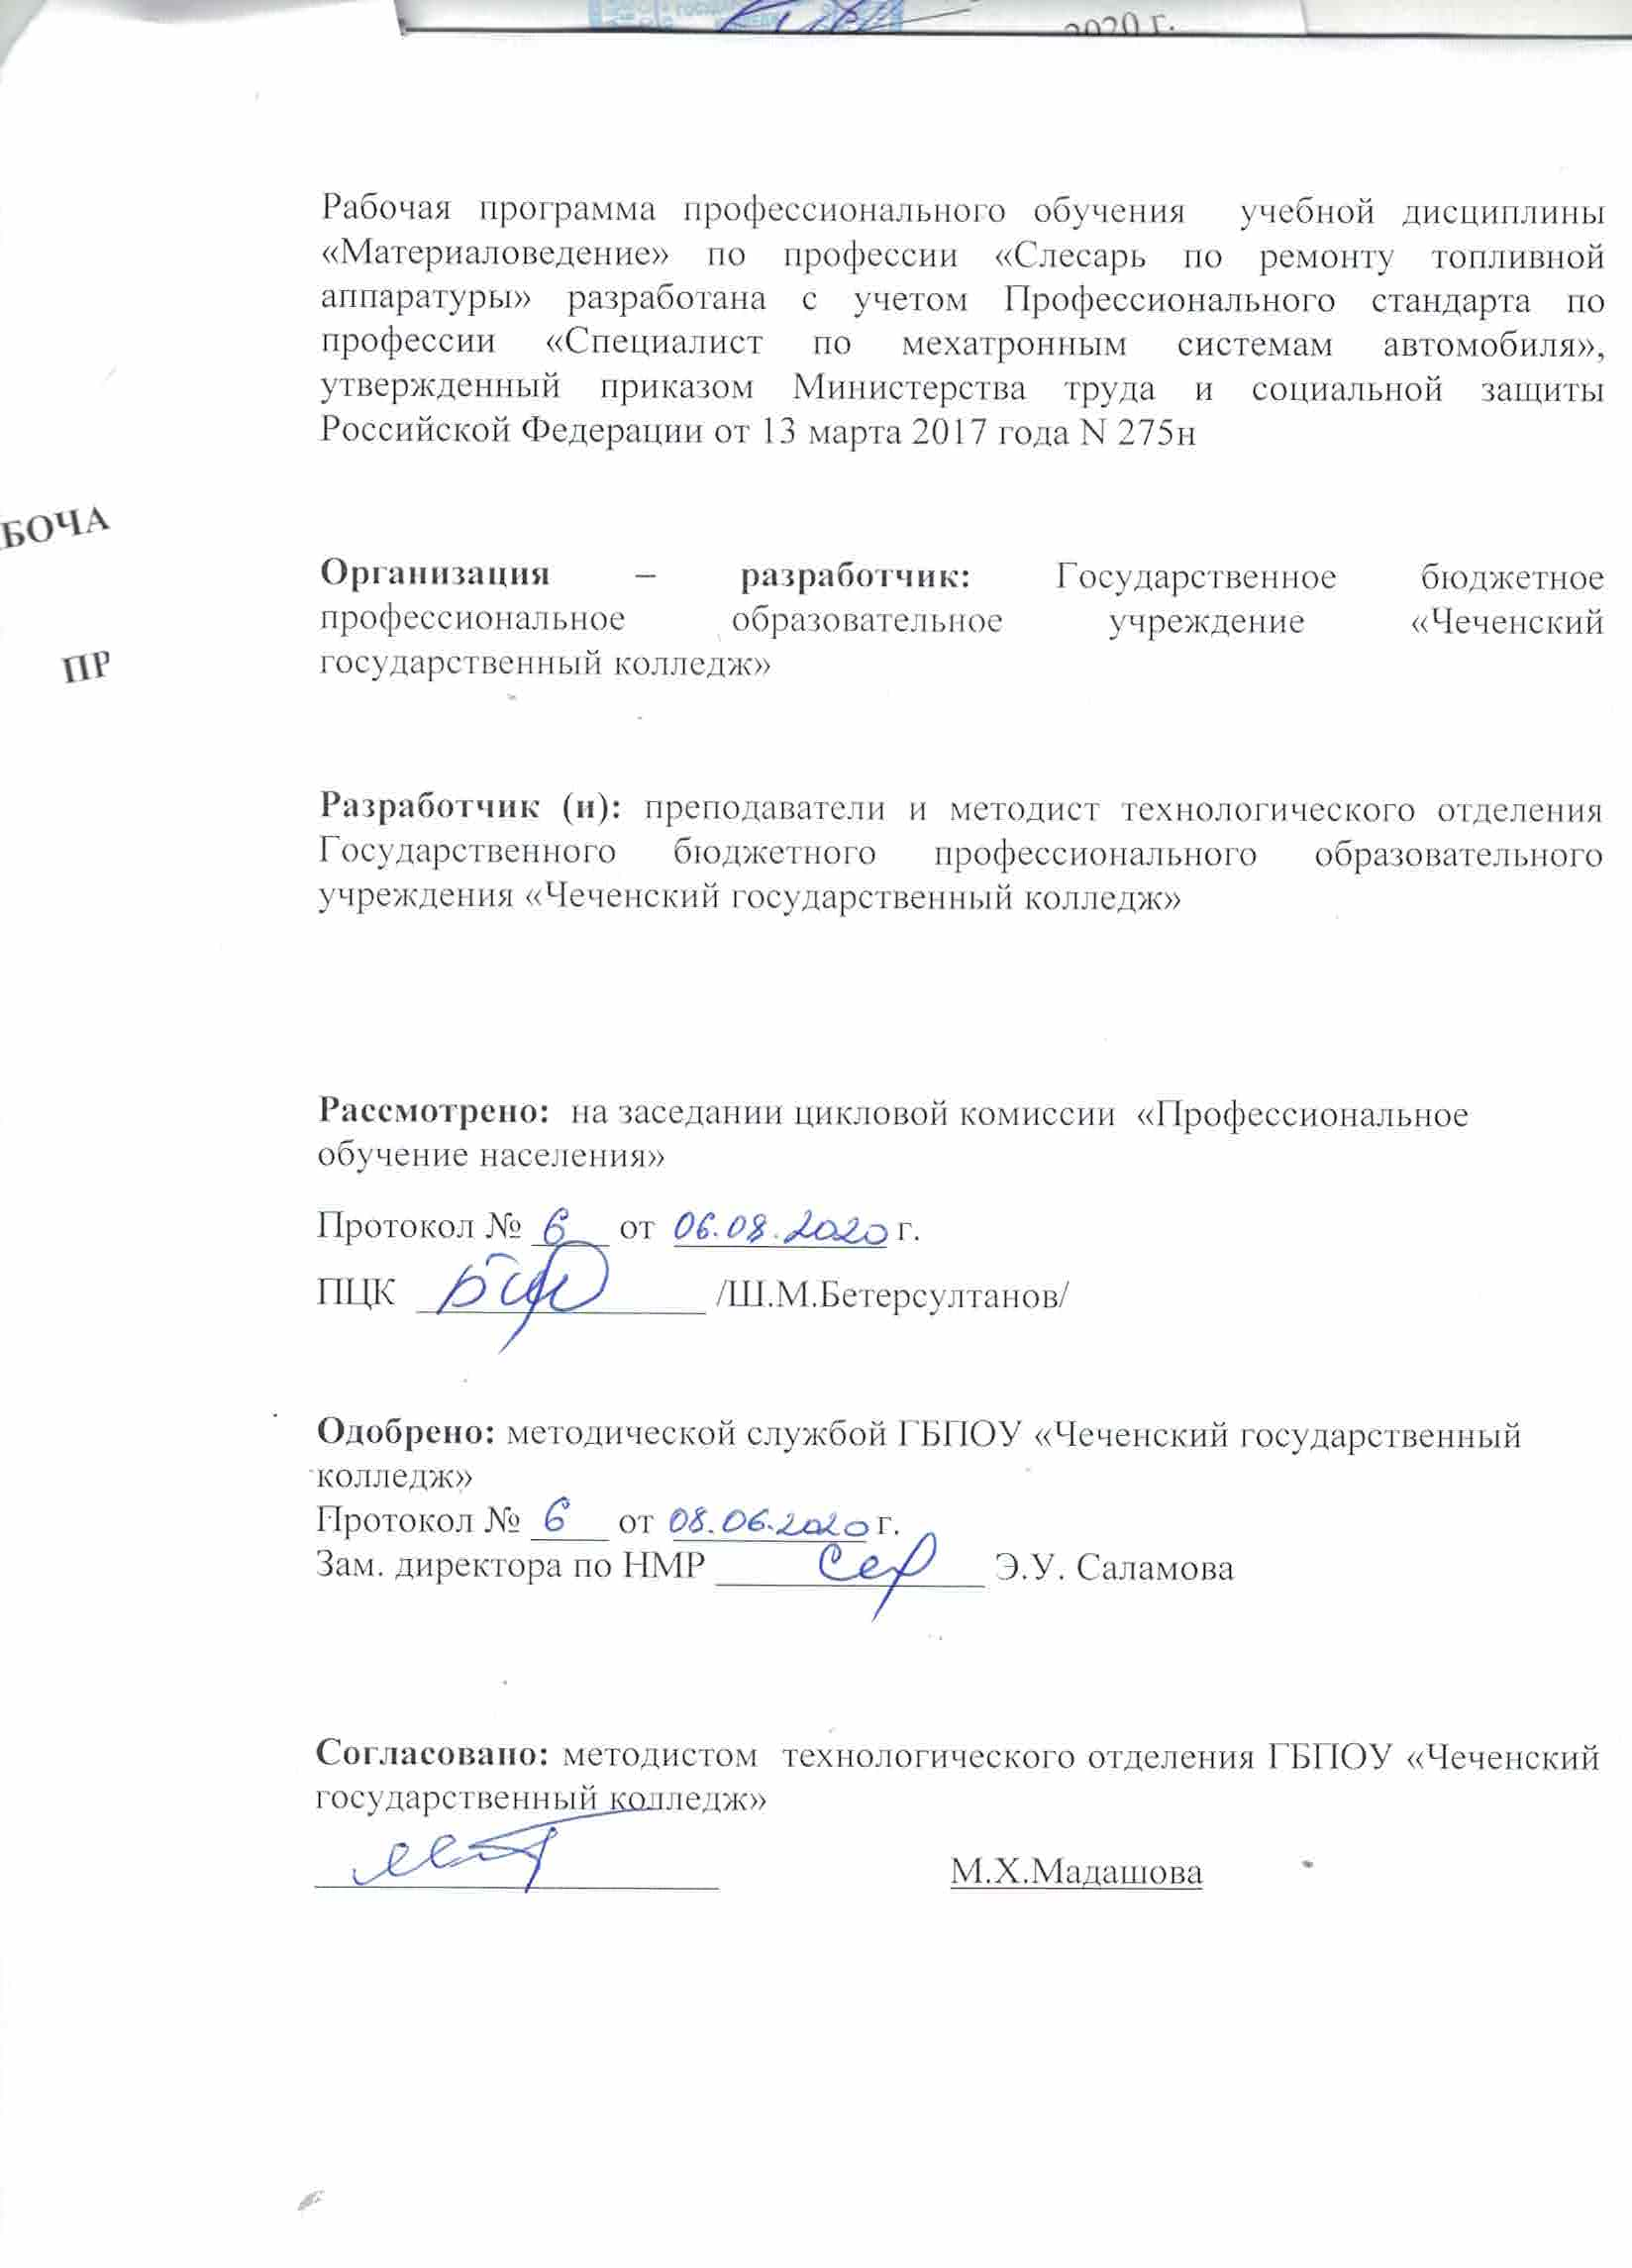 2020 г.
Рабочая программа профессионального обучения учебной дисциплины
«Материаловедение» по профессии «Слесарь по ремонту топливной
аппаратуры» разработана с учетом Профессионального стандарта по
профессии «Специалист по мехатронным системам автомобиля»,
утвержденный приказом Министерства труда и социальной защиты
Российской Федерации от 13 марта 2017 года N 275н
БОЧА
Организация – разработчик: Государственное бюджетное
профессиональное образовательное учреждение «Чеченский
государственный колледж»
ПР
Разработчик (и): преподаватели и методист технологического отделения
Государственного бюджетного профессионального образовательного
учреждения «Чеченский государственный колледж»
Рассмотрено: на заседании цикловой комиссии «Профессиональное
обучение населения»
Протокол № 6 от 06.08.2020 г.
ПЦК /Ш.М.Бетерсултанов/
Одобрено: методической службой ГБПОУ «Чеченский государственный
колледж»
Протокол № 6 от 08.06.2020 г.
Зам. директора по НМР Э.У. Саламова
Согласовано: методистом технологического отделения ГБПОУ «Чеченский
государственный колледж»
М.Х.Мадашова